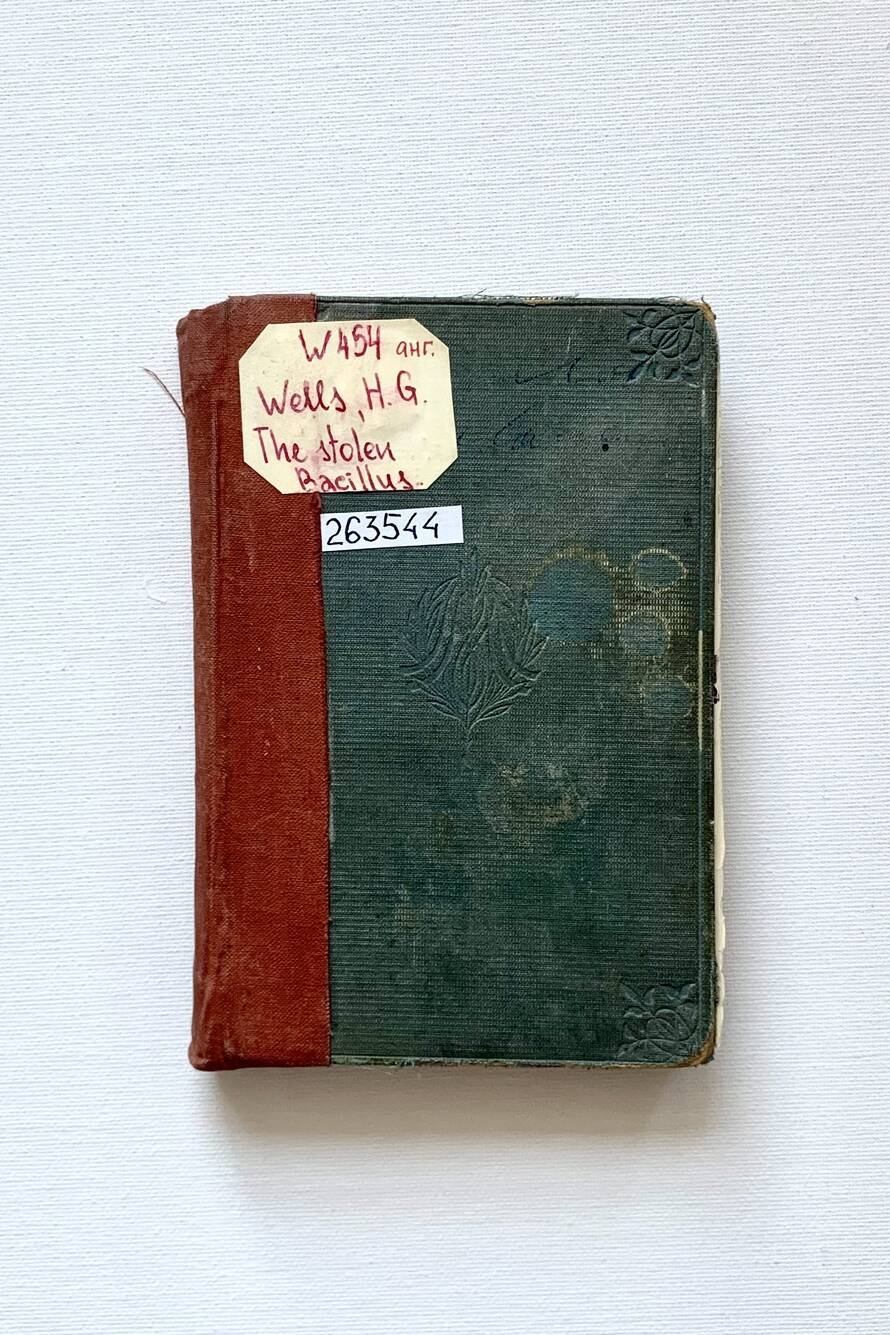 W454 анг.
Wells, H. G.
The stolen
Bacillus.
263544